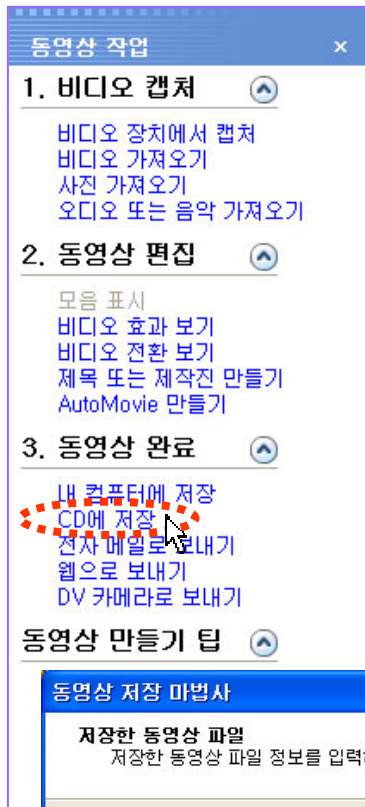 동영상 작업
1. 비디오 캡처
비디오 장치에서 캡처
비디오 가져오기
사진 가져오기
오디오 또는 음악 가져오기
2. 동영상 편집
모음 표시
비디오 효과 보기
비디오 전환 보기
제목 또는 제작진 만들기
AutoMovie 만들기
3. 동영상 완료
내 컴퓨터에 저장
CD에 저장
전자 메일로 보내기
웹으로 보내기
DV 카메라로 보내기
동영상 만들기 팁
동영상 저장 마법사
저장한 동영상 파일
저장한 동영상 파일 정보를 입력